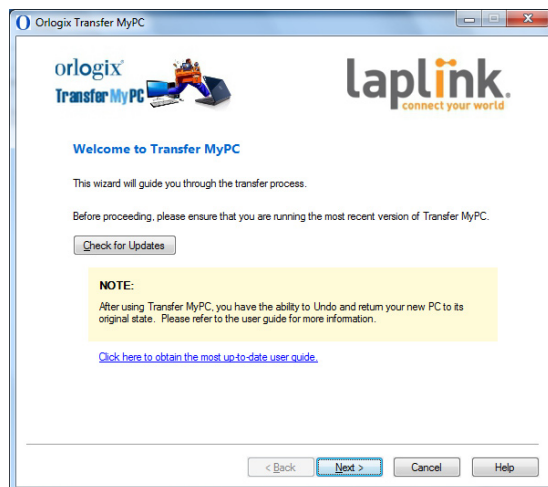 Orlogix Transfer MyPC
orlogix
Transfer MyPC
laplink.
connect your world
Welcome to Transfer MyPC
This wizard will guide you through the transfer process.
Before proceeding, please ensure that you are running the most recent version of Transfer MyPC.
Check for Updates
NOTE:
After using Transfer MyPC, you have the ability to Undo and return your new PC to its
original state. Please refer to the user guide for more information.
Click here to obtain the most up-to-date user guide.
< Back
Next >
Cancel
Help